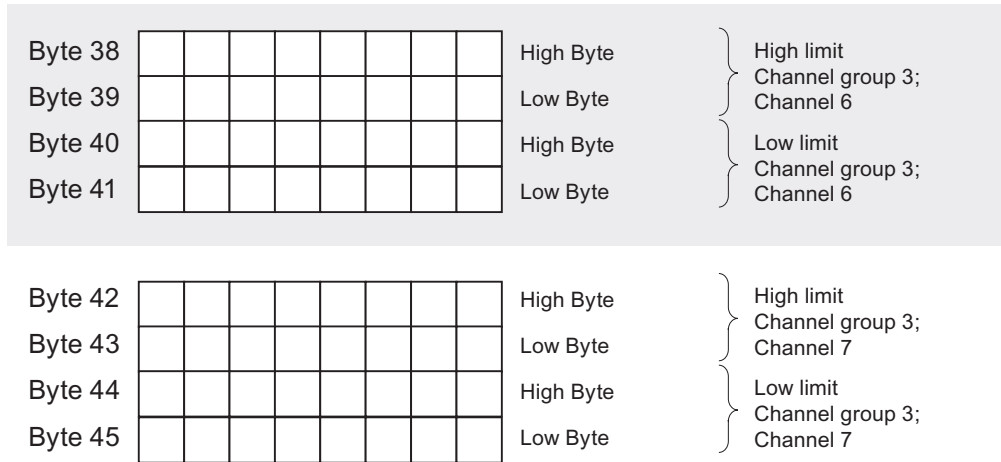 Byte 38
High Byte
High limit
Channel group 3;
Channel 6
Byte 39
Low Byte
Byte 40
High Byte
Low limit
Channel group 3;
Channel 6
Byte 41
Low Byte
Byte 42
High Byte
High limit
Channel group 3;
Channel 7
Byte 43
Low Byte
Byte 44
High Byte
Low limit
Channel group 3;
Channel 7
Byte 45
Low Byte